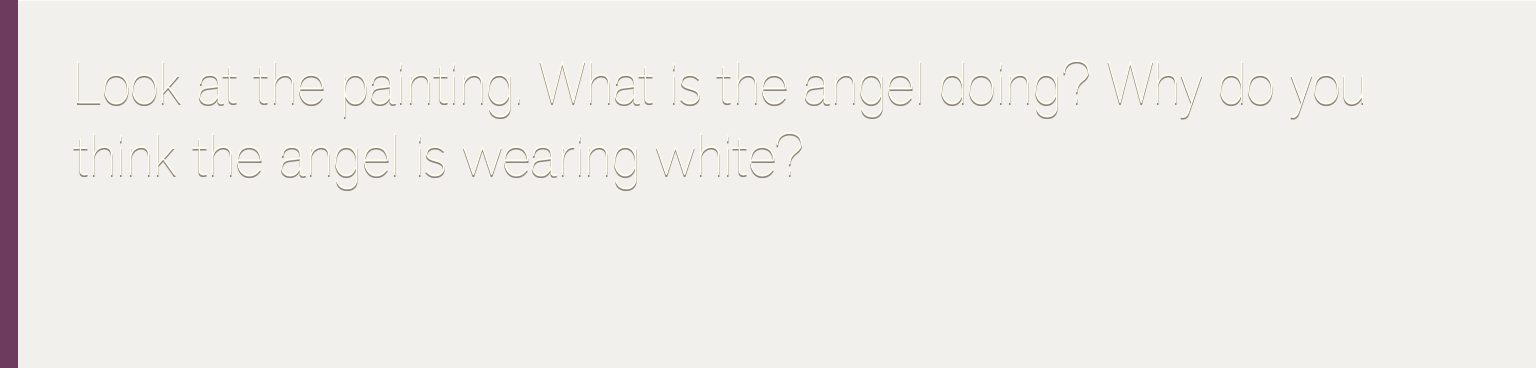 Look at the painting. What is the angel doing? Why do you
think the angel is wearing white?